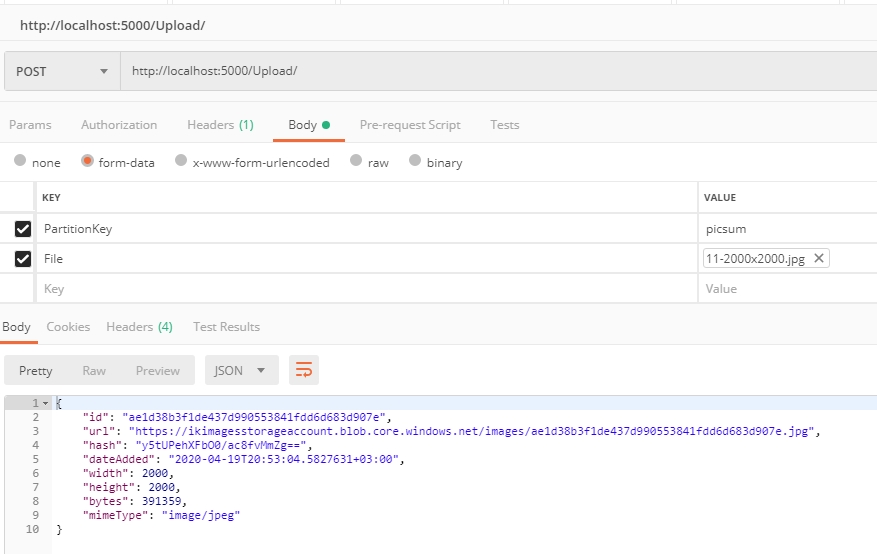 http://localhost:5000/Upload/
POST http://localhost:5000/Upload/
Params Authorization Headers (1) Body Pre-request Script Tests
none form-data x-www-form-urlencoded raw binary
KEY VALUE
PartitionKey picsum
File 11-2000x2000.jpg
Key Value
Body Cookies Headers (4) Test Results
Pretty Raw Preview JSON
1 {
2 "id": "ae1d38b3f1de437d990553841fdd6d683d907e",
3 "url": "https://ikimagesstorageaccount.blob.core.windows.net/images/ae1d38b3f1de437d990553841fdd6d683d907e.jpg",
4 "hash": "y5tUPehXFbO0/ac8fvMmZg==",
5 "dateAdded": "2020-04-19T20:53:04.5827631+03:00",
6 "width": 2000,
7 "height": 2000,
8 "bytes": 391359,
9 "mimeType": "image/jpeg"
10 }